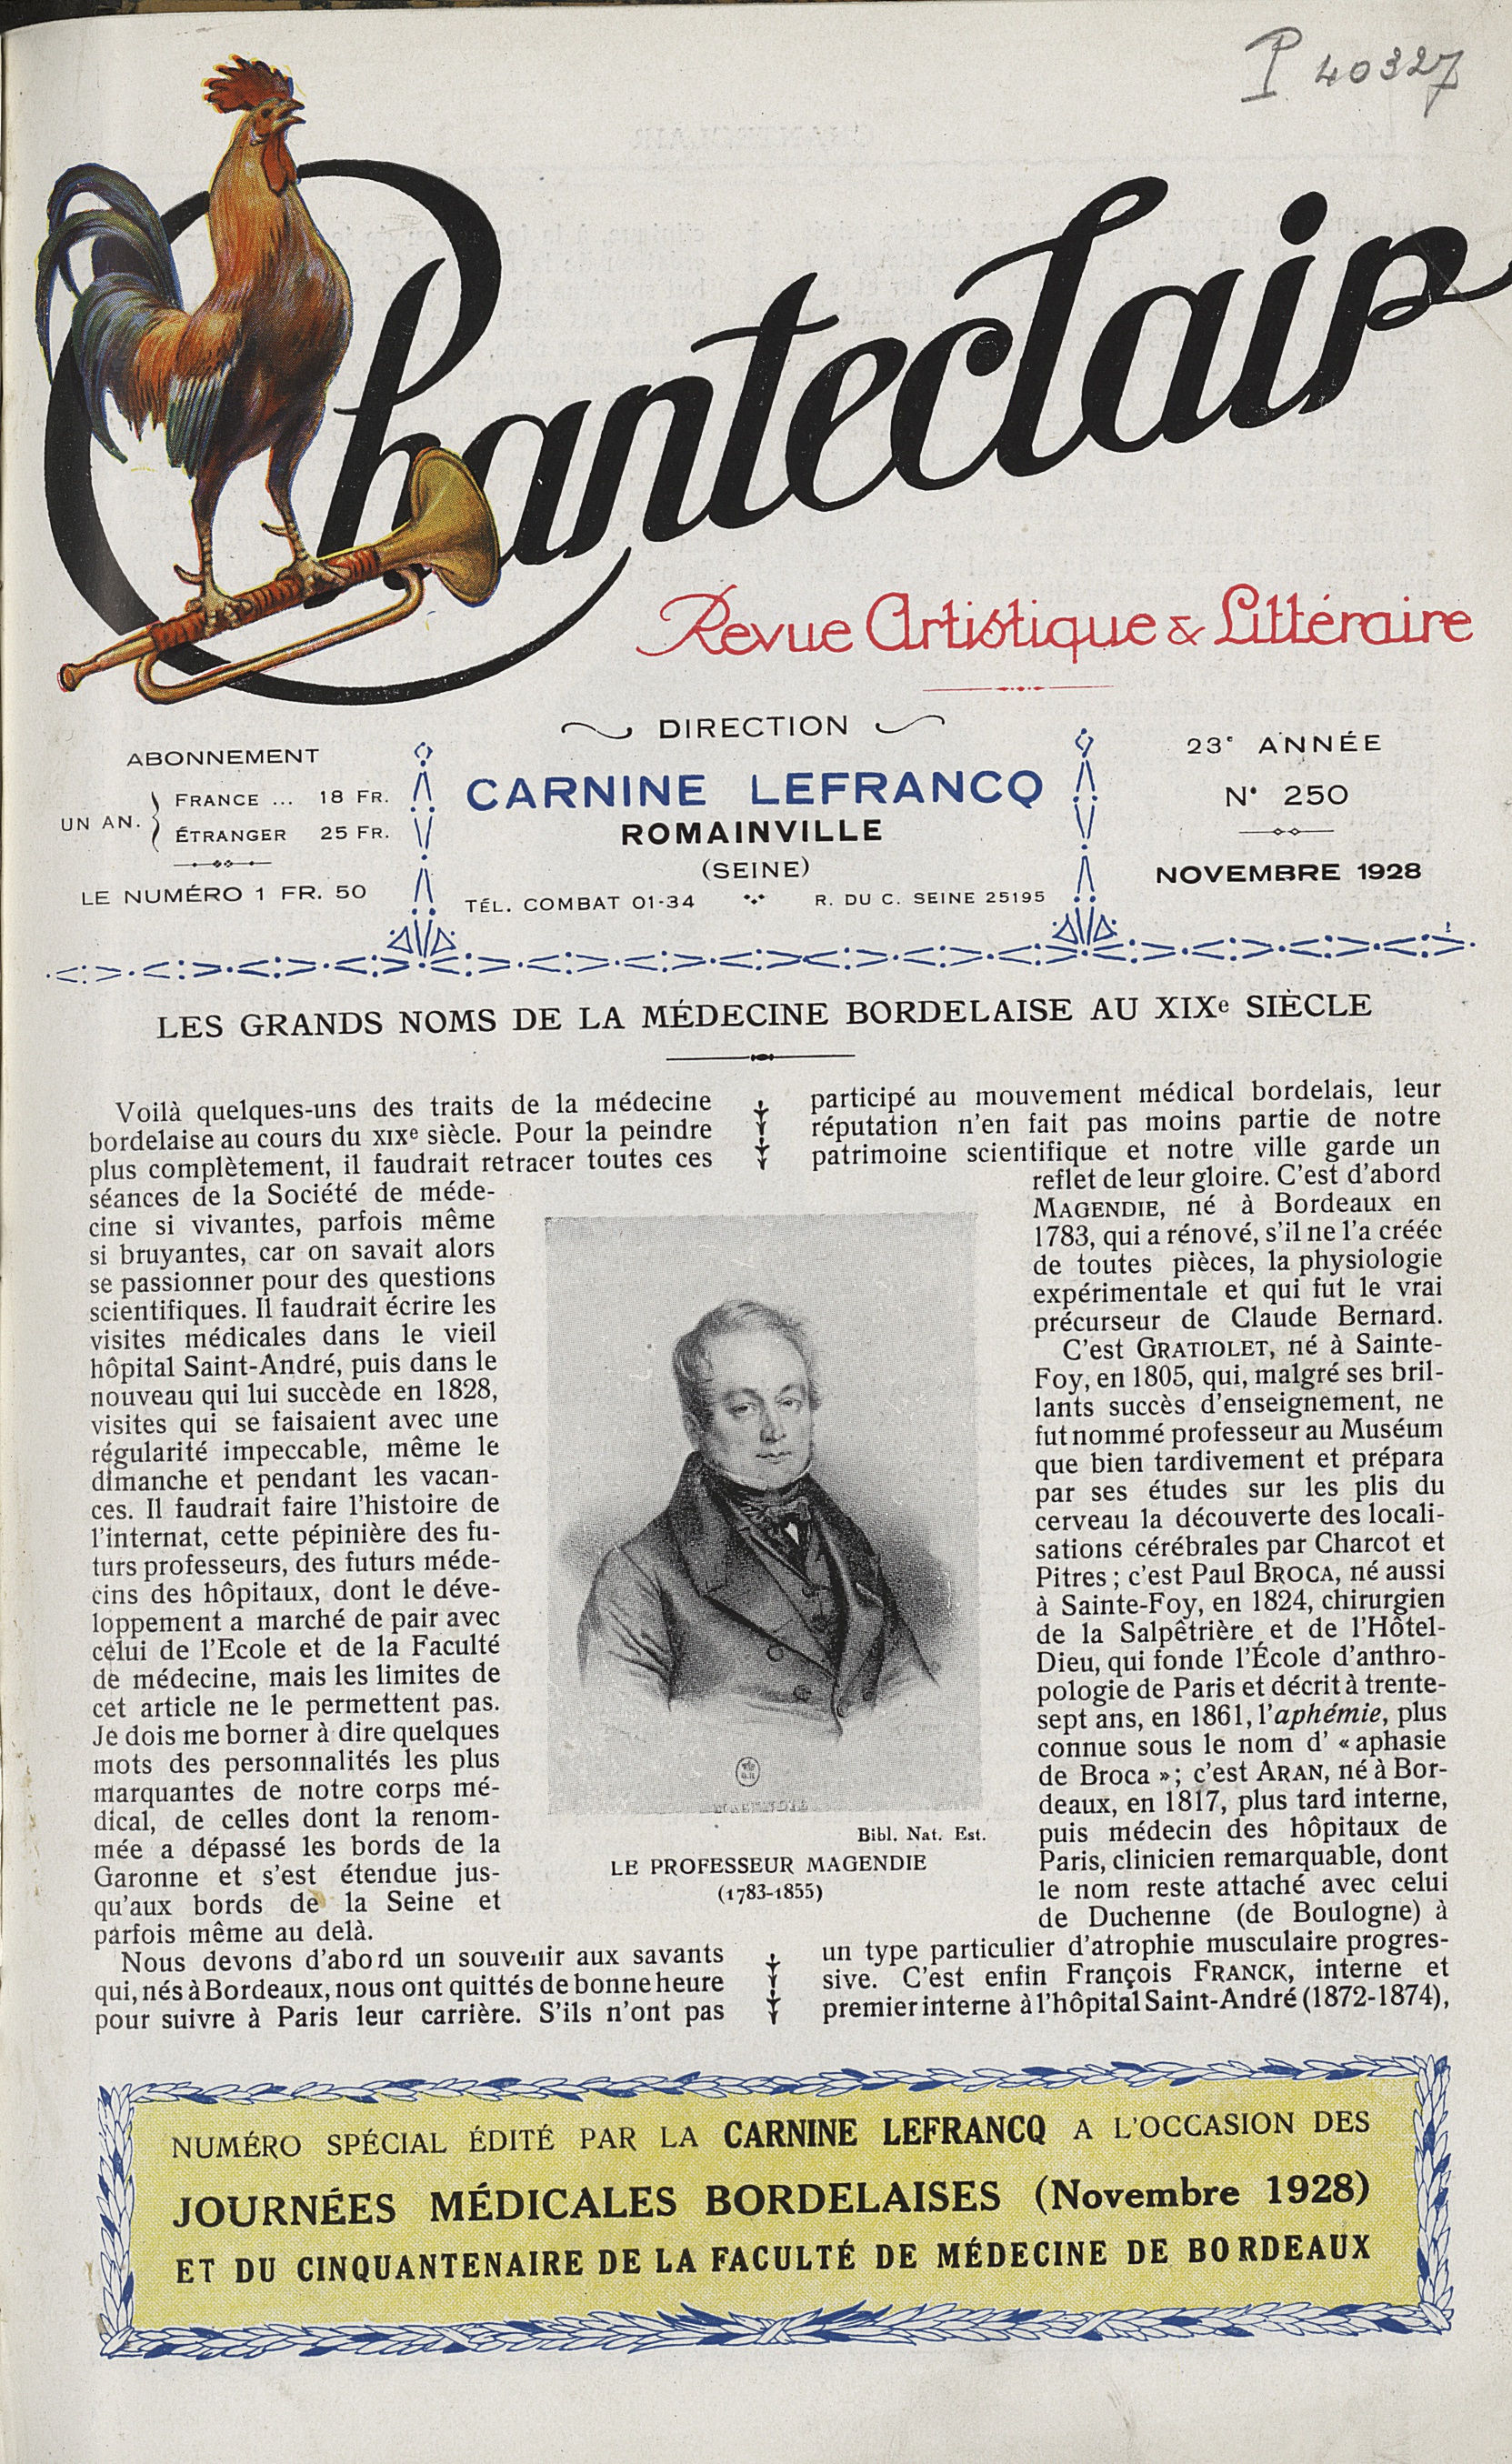 P 40327
Chanteclair
Revue Artistique & Littéraire
ABONNEMENT
UN AN.
FRANCE ... 18 FR.
ÉTRANGER 25 FR.
LE NUMÉRO 1 FR. 50
DIRECTION
CARNINE LEFRANCQ
ROMAINVILLE
(SEINE)
TÉL. COMBAT 01-34 R. DU C. SEINE 25195
23e ANNÉE
N° 250
NOVEMBRE 1928
LES GRANDS NOMS DE LA MÉDECINE BORDELAISE AU XIXe SIÈCLE
Voilà quelques-uns des traits de la médecine
bordelaise au cours du XIXe siècle. Pour la peindre
plus complètement, il faudrait retracer toutes ces
séances de la Société de méde-
cine si vivantes, parfois même
si bruyantes, car on savait alors
se passionner pour des questions
scientifiques. Il faudrait écrire les
visites médicales dans le vieil
hôpital Saint-André, puis dans le
nouveau qui lui succède en 1828,
visites qui se faisaient avec une
régularité impeccable, même le
dimanche et pendant les vacan-
ces. Il faudrait faire l'histoire de
l'internat, cette pépinière des fu-
turs professeurs, des futurs méde-
cins des hôpitaux, dont le déve-
loppement a marché de pair avec
celui de l'Ecole et de la Faculté
de médecine, mais les limites de
cet article ne le permettent pas.
Je dois me borner à dire quelques
mots des personnalités les plus
marquantes de notre corps mé-
dical, de celles dont la renom-
mée a dépassé les bords de la
Garonne et s'est étendue jus-
qu'aux bords de la Seine et
parfois même au delà.
Nous devons d'abord un souvenir aux savants
qui, nés à Bordeaux, nous ont quittés de bonne heure
pour suivre à Paris leur carrière. S'ils n'ont pas
Bibl. Nat. Est.
LE PROFESSEUR MAGENDIE
(1783-1855)
participé au mouvement médical bordelais, leur
réputation n'en fait pas moins partie de notre
patrimoine scientifique et notre ville garde un
reflet de leur gloire. C'est d'abord
MAGENDIE, né à Bordeaux en
1783, qui a rénové, s'il ne l'a créée
de toutes pièces, la physiologie
expérimentale et qui fut le vrai
précurseur de Claude Bernard.
C'est GRATIOLET, né à Sainte-
Foy, en 1805, qui, malgré ses bril-
lants succès d'enseignement, ne
fut nommé professeur au Muséum
que bien tardivement et prépara
par ses études sur les plis du
cerveau la découverte des locali-
sations cérébrales par Charcot et
Pitres ; c'est Paul BROCA, né aussi
à Sainte-Foy, en 1824, chirurgien
de la Salpêtrière et de l'Hôtel-
Dieu, qui fonde l'École d'anthro-
pologie de Paris et décrit à trente-
sept ans, en 1861, l'aphémie, plus
connue sous le nom d' « aphasie
de Broca » ; c'est ARAN, né à Bor-
deaux, en 1817, plus tard interne,
puis médecin des hôpitaux de
Paris, clinicien remarquable, dont
le nom reste attaché avec celui
de Duchenne (de Boulogne) à
un type particulier d'atrophie musculaire progres-
sive. C'est enfin François FRANCK, interne et
premier interne à l'hôpital Saint-André (1872-1874),
NUMÉRO SPÉCIAL ÉDITÉ PAR LA CARNINE LEFRANCQ A L'OCCASION DES
JOURNÉES MÉDICALES BORDELAISES (Novembre 1928)
ET DU CINQUANTENAIRE DE LA FACULTÉ DE MÉDECINE DE BORDEAUX